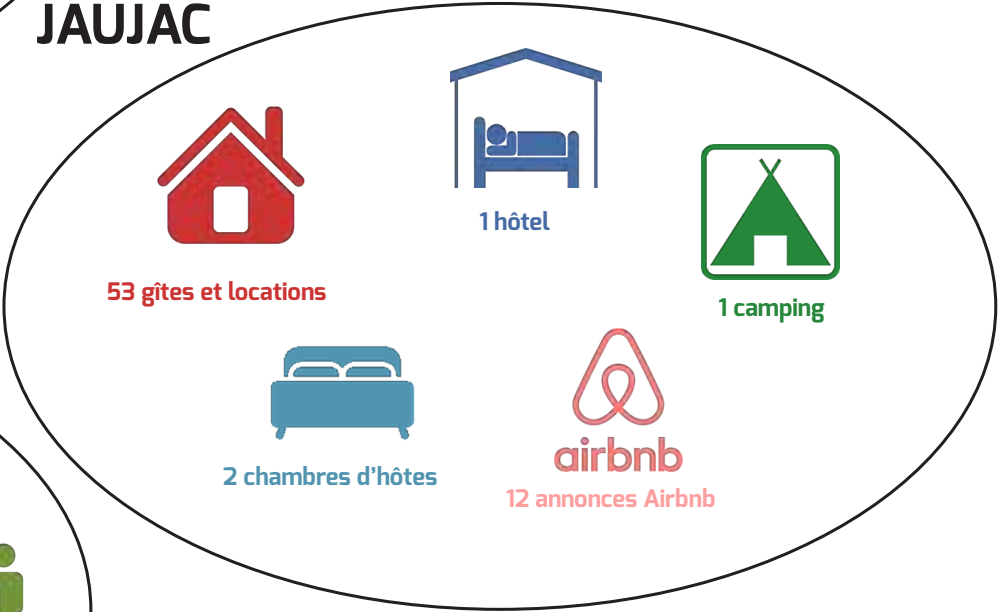 JAUJAC
1 hôtel
53 gîtes et locations
1 camping
2 chambres d'hôtes
airbnb
12 annonces Airbnb